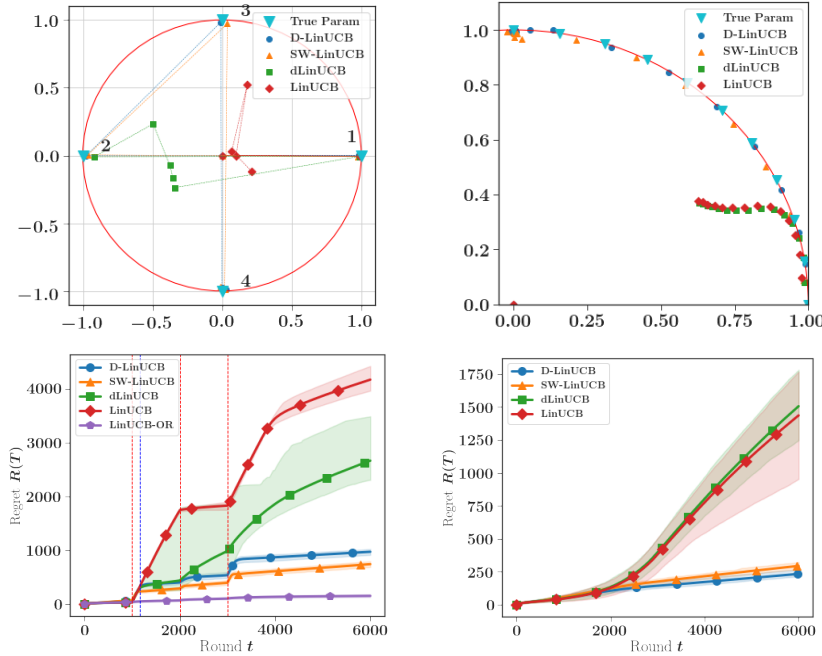 True Param
D-LinUCB
SW-LinUCB
dLinUCB
LinUCB
3
2
1
4
1.0
0.5
0.0
−0.5
−1.0
−1.0
−0.5
0.0
0.5
1.0
True Param
D-LinUCB
SW-LinUCB
dLinUCB
LinUCB
1.0
0.8
0.6
0.4
0.2
0.0
0.00
0.25
0.50
0.75
1.00
D-LinUCB
SW-LinUCB
dLinUCB
LinUCB
LinUCB-OR
Regret R(T)
4000
3000
2000
1000
0
0
2000
4000
6000
Round t
D-LinUCB
SW-LinUCB
dLinUCB
LinUCB
Regret R(T)
1750
1500
1250
1000
750
500
250
0
0
2000
4000
6000
Round t